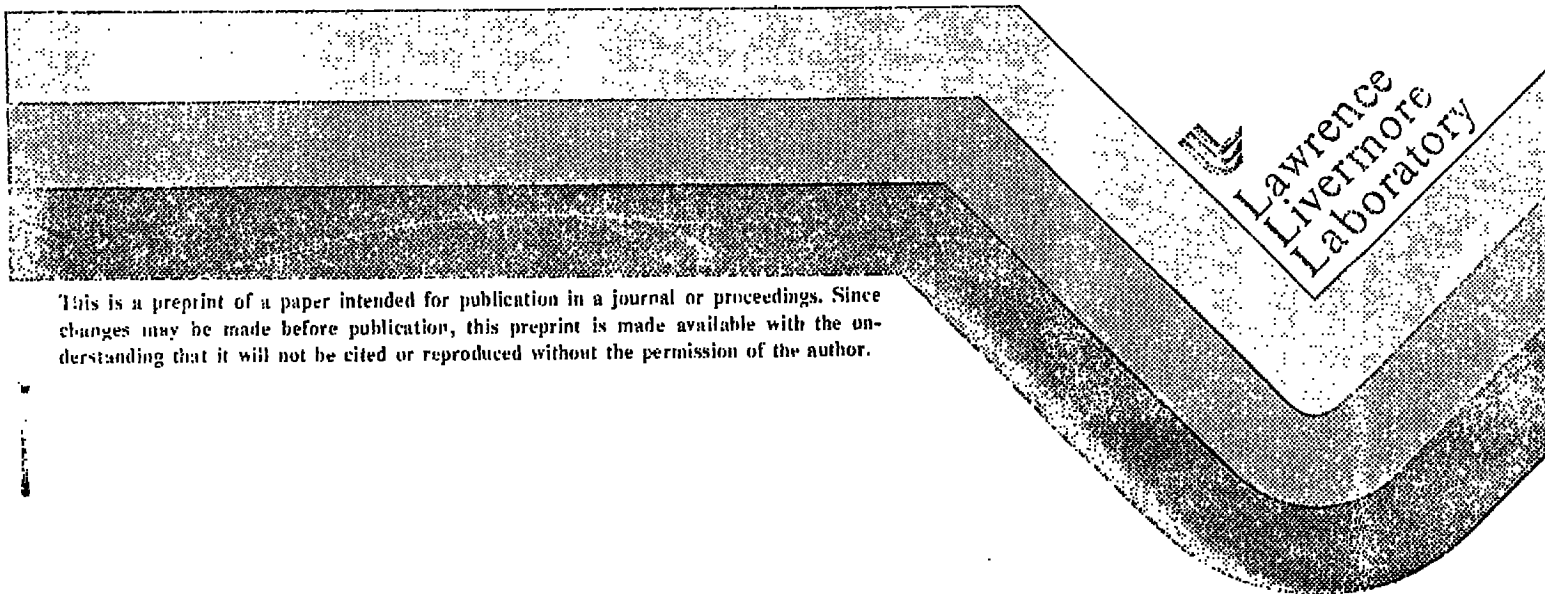 Lawrence
Livermore
Laboratory
This is a preprint of a paper intended for publication in a journal or proceedings. Since
changes may be made before publication, this preprint is made available with the un-
derstanding that it will not be cited or reproduced without the permission of the author.